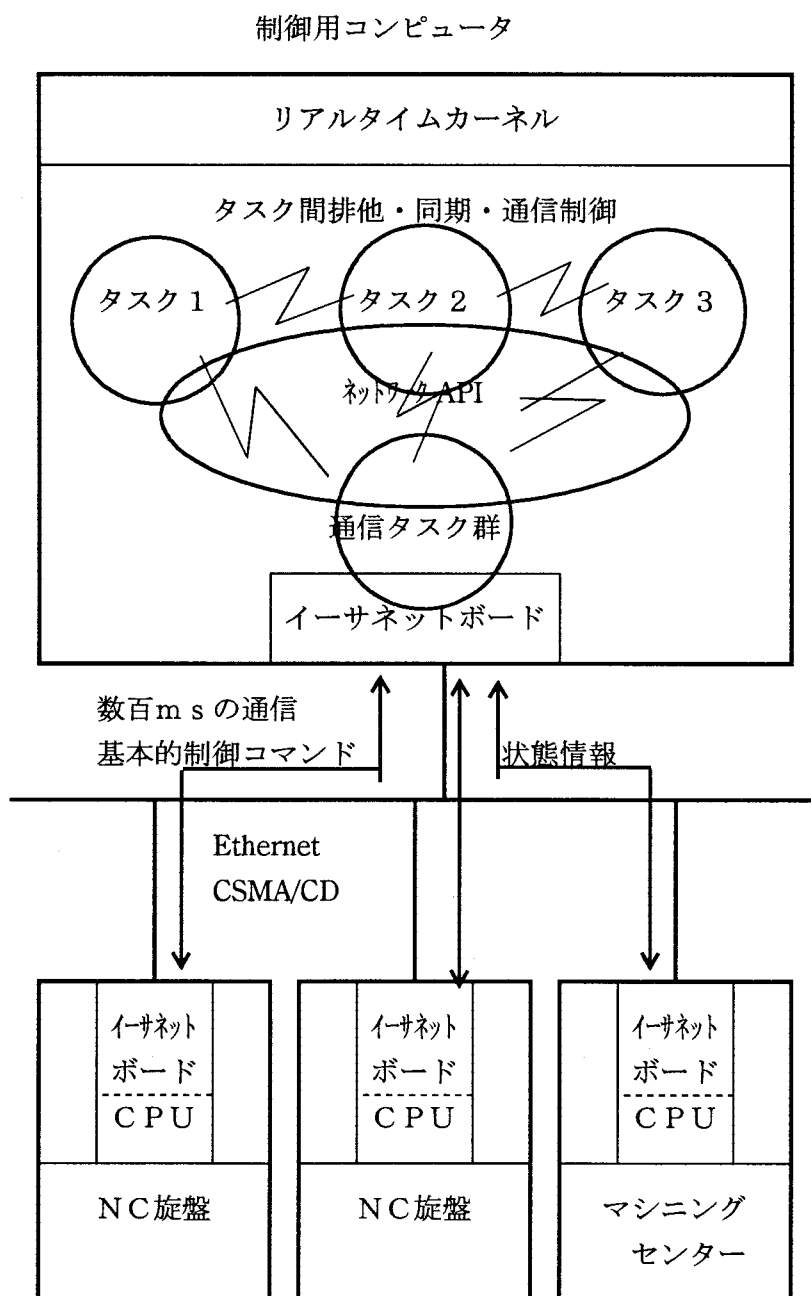 制御用コンピュータ
リアルタイムカーネル
タスク間排他・同期・通信制御
タスク1
タスク2
タスク3
ネットワークAPI
通信タスク群
イーサネットボード
数百msの通信
基本的制御コマンド
状態情報
Ethernet
CSMA/CD
イーサネット
ボード
CPU
NC旋盤
イーサネット
ボード
CPU
NC旋盤
イーサネット
ボード
CPU
マシニング
センター